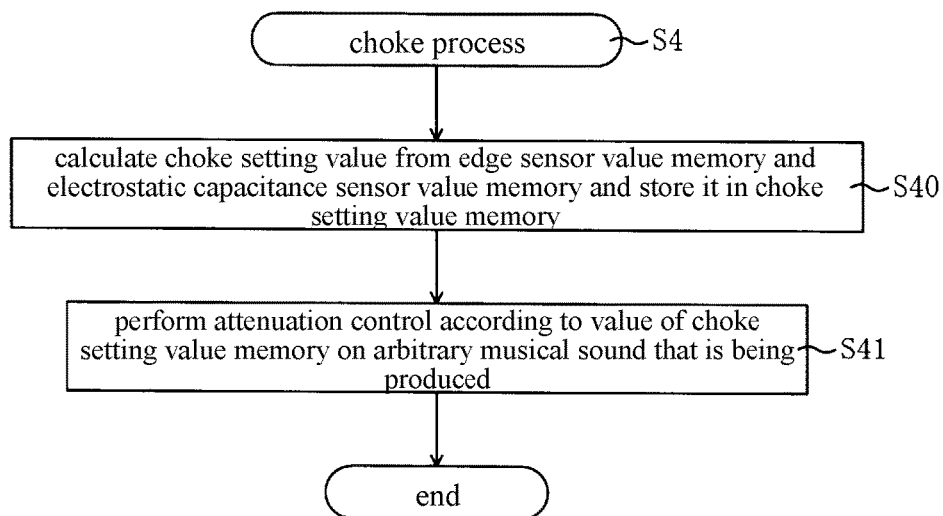 choke process
S4
calculate choke setting value from edge sensor value memory and
electrostatic capacitance sensor value memory and store it in choke
setting value memory
S40
perform attenuation control according to value of choke
setting value memory on arbitrary musical sound that is being
produced
S41
end